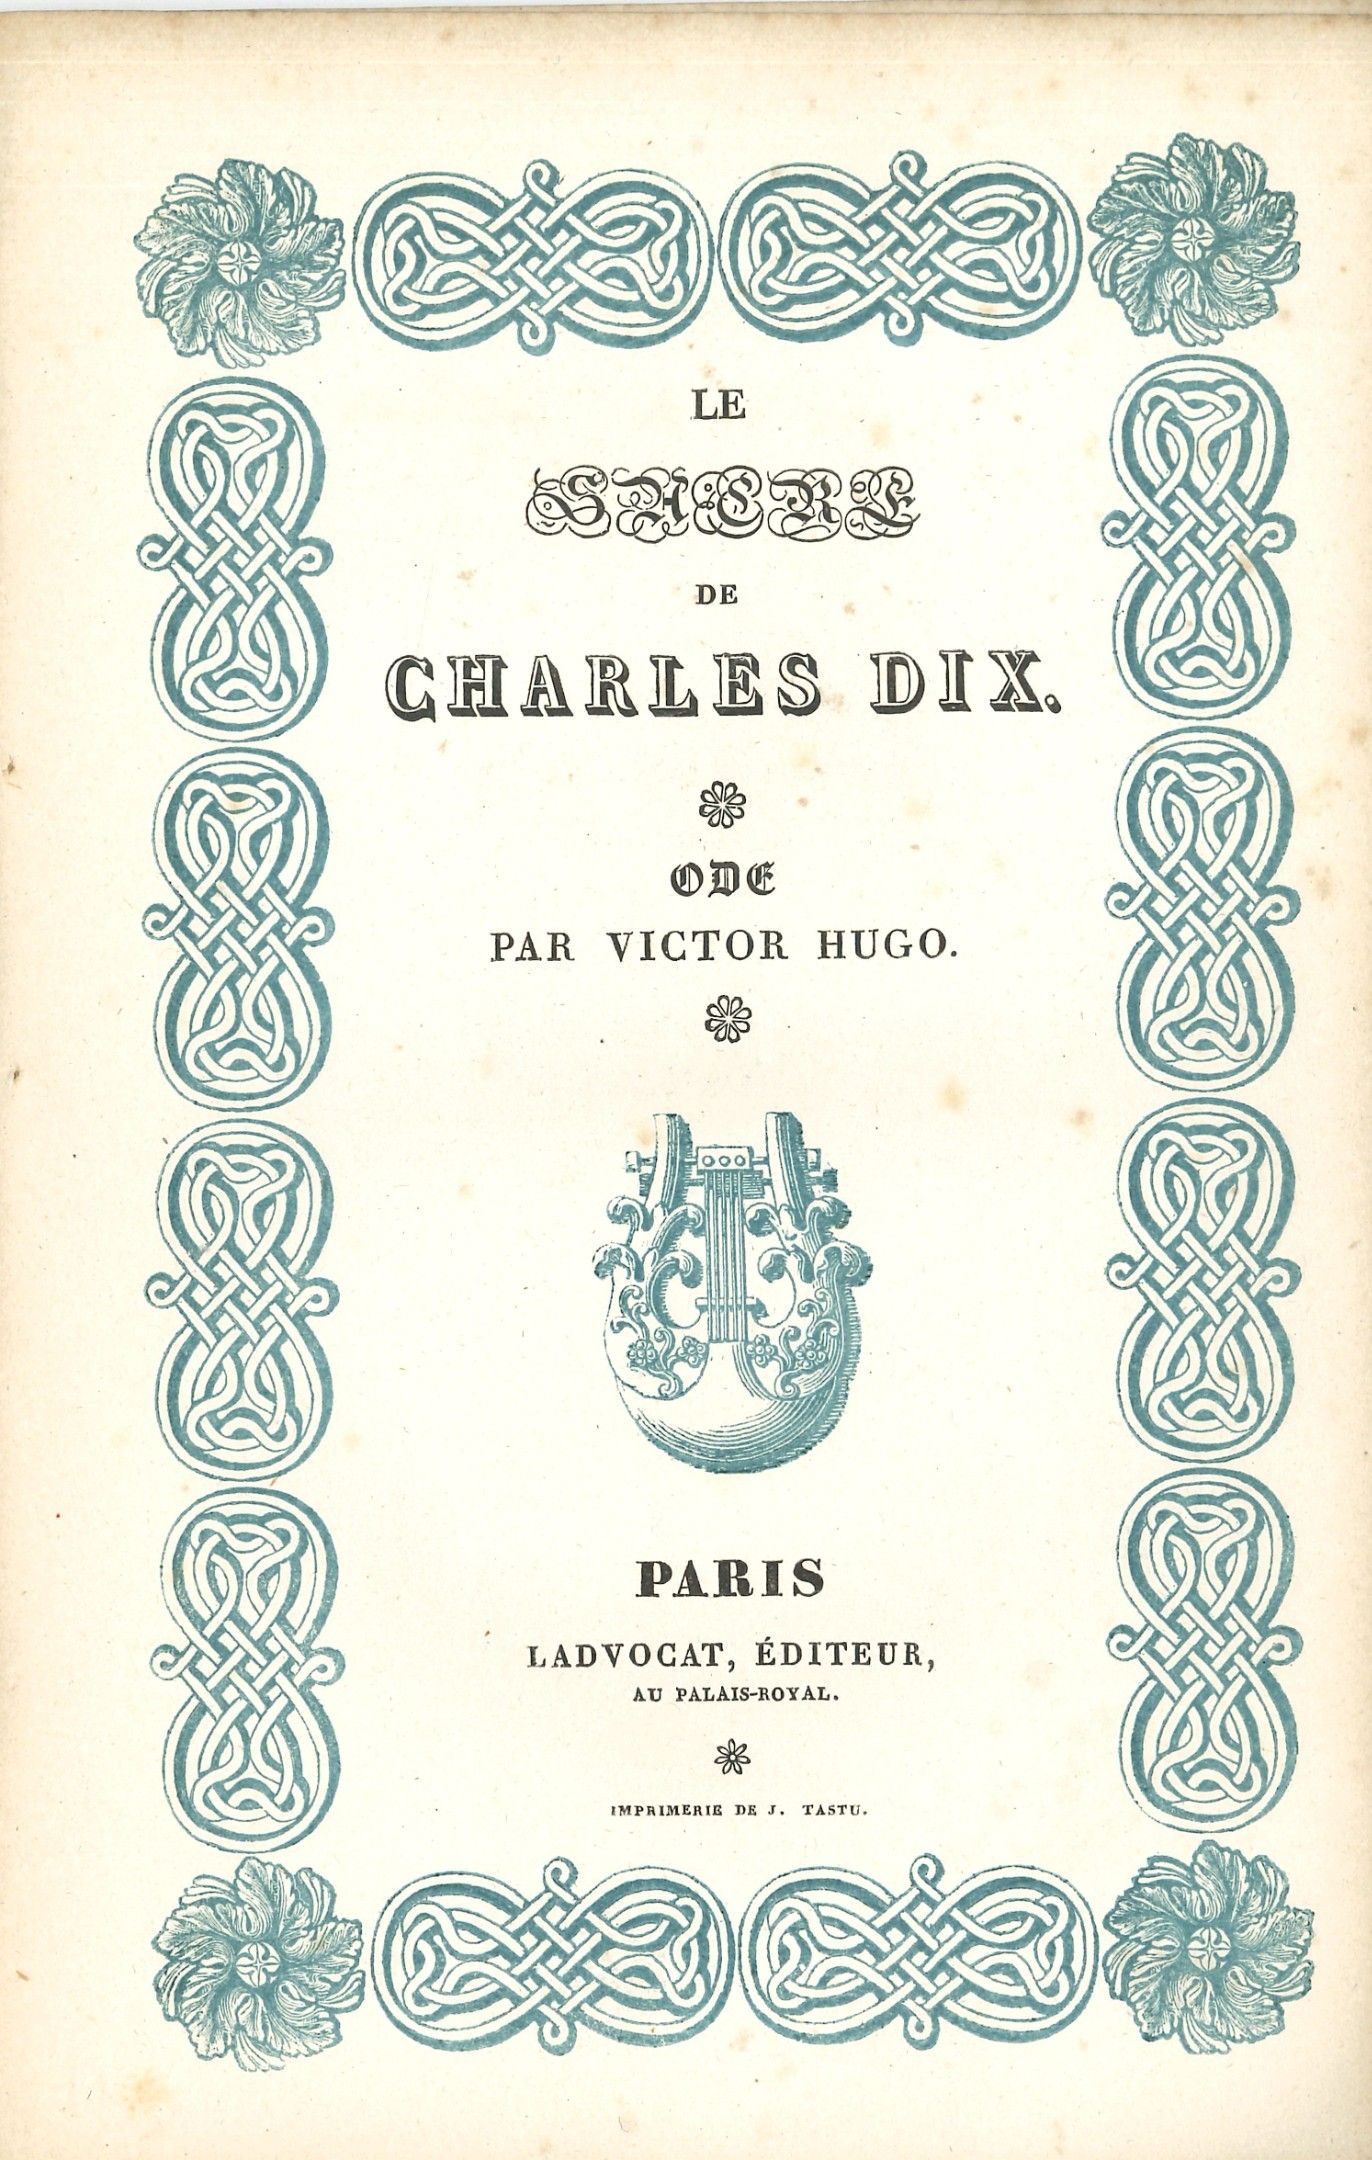 LE
SACRE
DE
CHARLES DIX.
ODE
PAR VICTOR HUGO.
PARIS
LADVOCAT, ÉDITEUR,
AU PALAIS-ROYAL.
IMPRIMERIE DE J. TASTU.